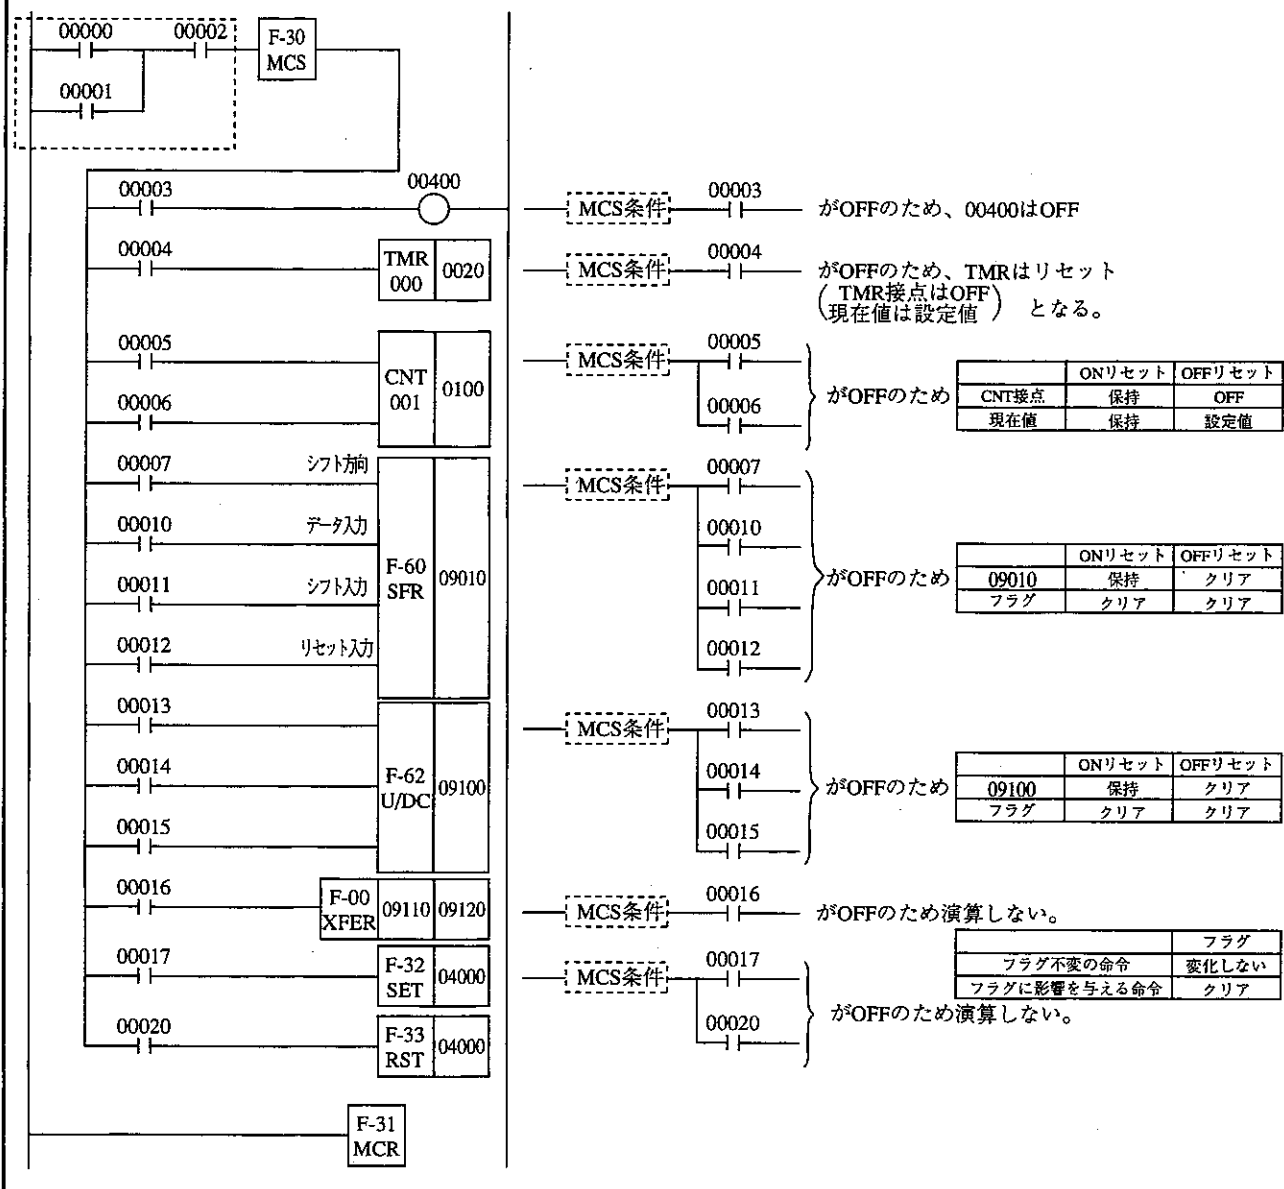 00000 00002 F-30 MCS
00001
00003 00400 MCS条件 00003 がOFFのため、00400はOFF
00004 TMR 000 0020 MCS条件 00004 がOFFのため、TMRはリセット
(TMR接点はOFF
現在値は設定値) となる。
00005 CNT 001 0100 MCS条件 00005
00006 00006 がOFFのため
ONリセット OFFリセット
CNT接点 保持 OFF
現在値 保持 設定値
00007 シフト方向 F-60 SFR 09010 MCS条件 00007
00010 データ入力 00010
00011 シフト入力 00011 がOFFのため
00012 リセット入力 00012
ONリセット OFFリセット
09010 保持 クリア
フラグ クリア クリア
00013 F-62 U/DC 09100 MCS条件 00013
00014 00014 がOFFのため
00015 00015
ONリセット OFFリセット
09100 保持 クリア
フラグ クリア クリア
00016 F-00 XFER 09110 09120 MCS条件 00016 がOFFのため演算しない。
フラグ
フラグ不変の命令 変化しない
フラグに影響を与える命令 クリア
00017 F-32 SET 04000 MCS条件 00017
00020 F-33 RST 04000 00020 がOFFのため演算しない。
F-31 MCR